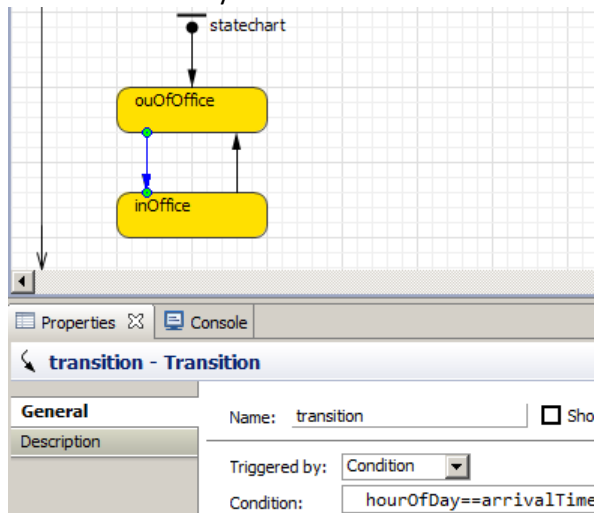 statechart
ouOfOffice
inOffice
Properties Console
transition - Transition
General
Name: transition Sho
Description
Triggered by: Condition
Condition: hourOfDay==arrivalTime